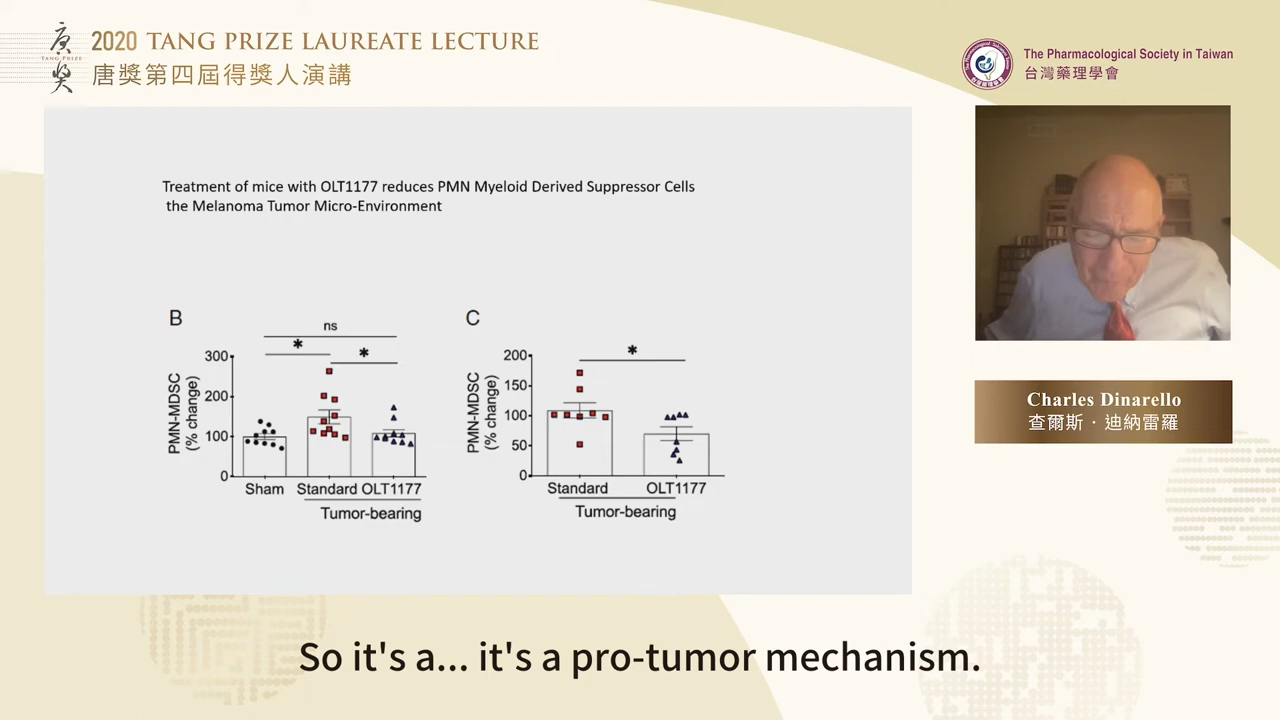 唐獎
TANG PRIZE
2020 TANG PRIZE LAUREATE LECTURE
唐獎第四屆得獎人演講
The Pharmacological Society in Taiwan
台灣藥理學會
Treatment of mice with OLT1177 reduces PMN Myeloid Derived Suppressor Cells
the Melanoma Tumor Micro-Environment
B
ns
*
*
PMN-MDSC
(% change)
300
200
100
0
Sham
Standard
OLT1177
Tumor-bearing
C
*
PMN-MDSC
(% change)
200
150
100
50
0
Standard
OLT1177
Tumor-bearing
Charles Dinarello
查爾斯・迪納雷羅
So it's a... it's a pro-tumor mechanism.